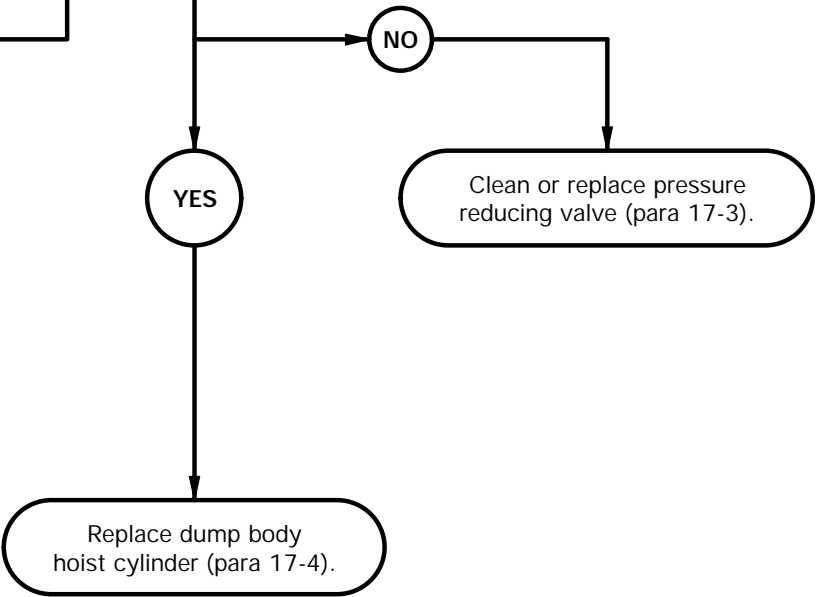 NO
YES
Clean or replace pressure
reducing valve (para 17-3).
Replace dump body
hoist cylinder (para 17-4).